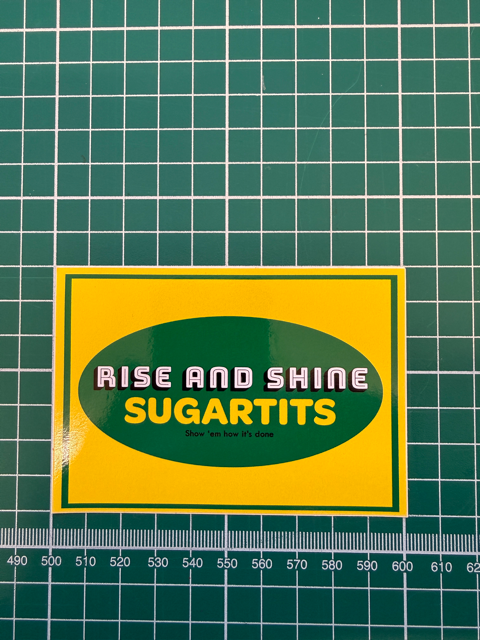 RISE AND SHINE
SUGARTITS
Show 'em how it's done
490 500 510 520 530 540 550 560 570 580 590 600 610 62